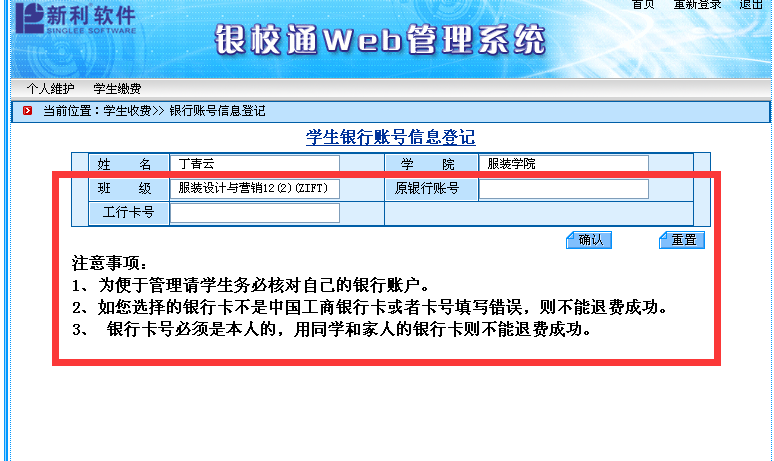 首页 重新登录 退出
新利软件
SINGLEE SOFTWARE
银校通Web管理系统
个人维护 学生缴费
当前位置：学生收费>> 银行账号信息登记
学生银行账号信息登记
姓 名 丁青云 学 院 服装学院
班 级 服装设计与营销12(2)(ZIFT) 原银行账号
工行卡号
确认 重置
注意事项：
1、为便于管理请学生务必核对自己的银行账户。
2、如您选择的银行卡不是中国工商银行卡或者卡号填写错误，则不能退费成功。
3、 银行卡号必须是本人的，用同学和家人的银行卡则不能退费成功。